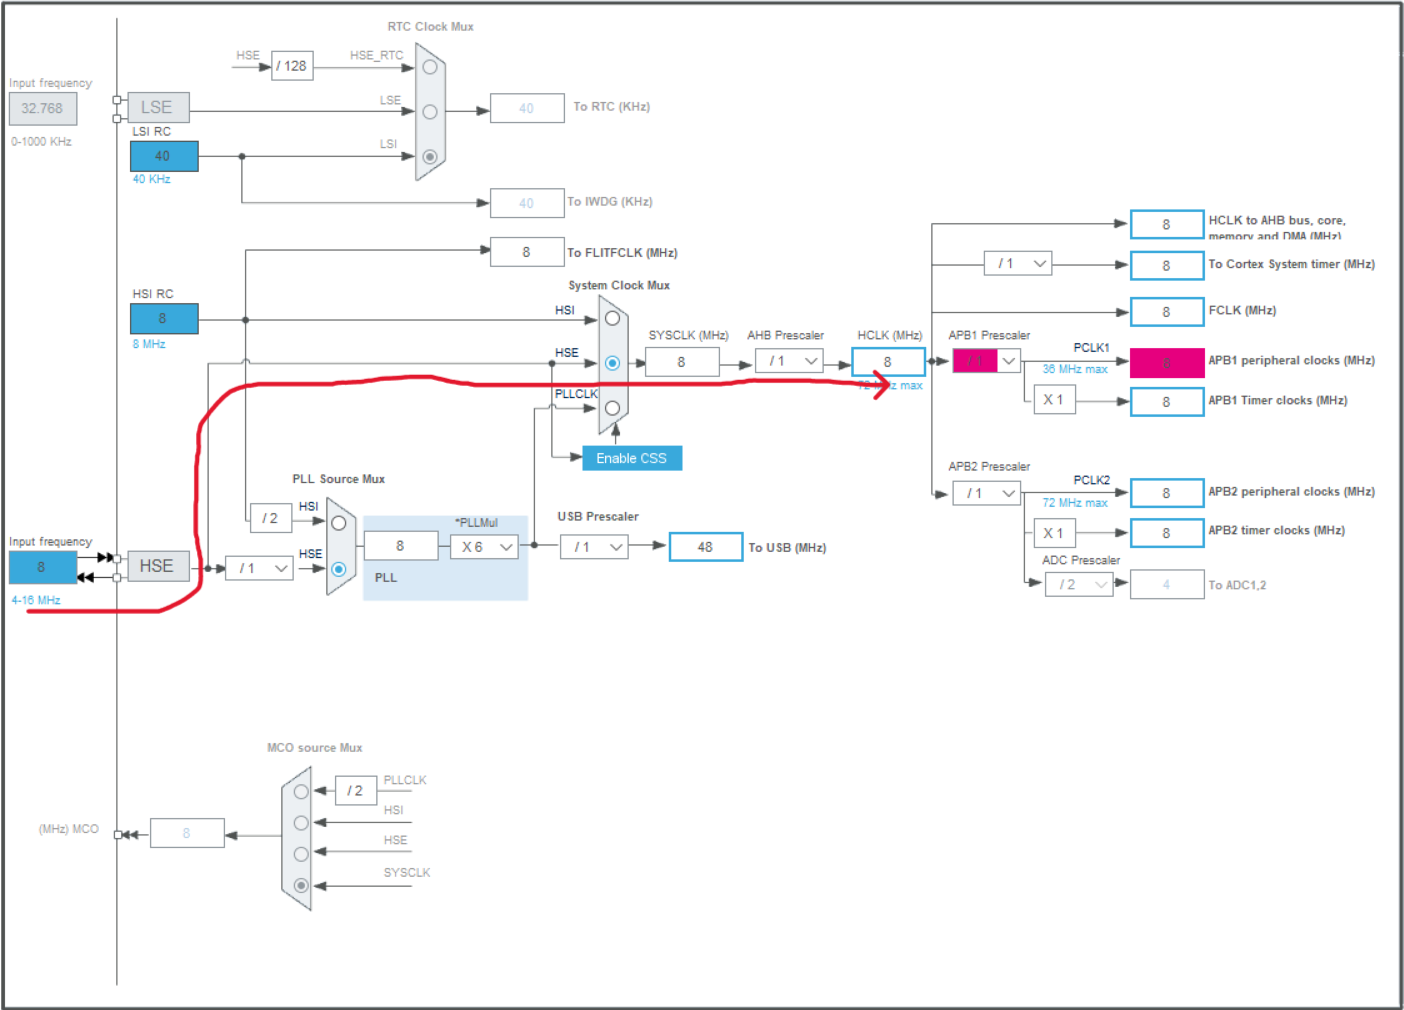 RTC Clock Mux
HSE
/ 128
HSE_RTC
Input frequency
32.768
0-1000 KHz
LSE
LSE
40
To RTC (KHz)
LSI RC
40
40 KHz
LSI
40
To IWDG (KHz)
8
To FLITFCLK (MHz)
HSI RC
8
8 MHz
System Clock Mux
HSI
HSE
PLLCLK
Enable CSS
SYSCLK (MHz)
8
AHB Prescaler
/ 1
HCLK (MHz)
8
72 MHz max
8
HCLK to AHB bus, core,
memory and DMA (MHz)
/ 1
8
To Cortex System timer (MHz)
8
FCLK (MHz)
APB1 Prescaler
/ 1
PCLK1
36 MHz max
8
APB1 peripheral clocks (MHz)
X 1
8
APB1 Timer clocks (MHz)
APB2 Prescaler
/ 1
PCLK2
72 MHz max
8
APB2 peripheral clocks (MHz)
X 1
8
APB2 timer clocks (MHz)
ADC Prescaler
/ 2
4
To ADC1,2
PLL Source Mux
/ 2
HSI
Input frequency
8
4-16 MHz
HSE
/ 1
HSE
8
*PLLMul
X 6
PLL
USB Prescaler
/ 1
48
To USB (MHz)
MCO source Mux
/ 2
PLLCLK
HSI
HSE
SYSCLK
(MHz) MCO
8